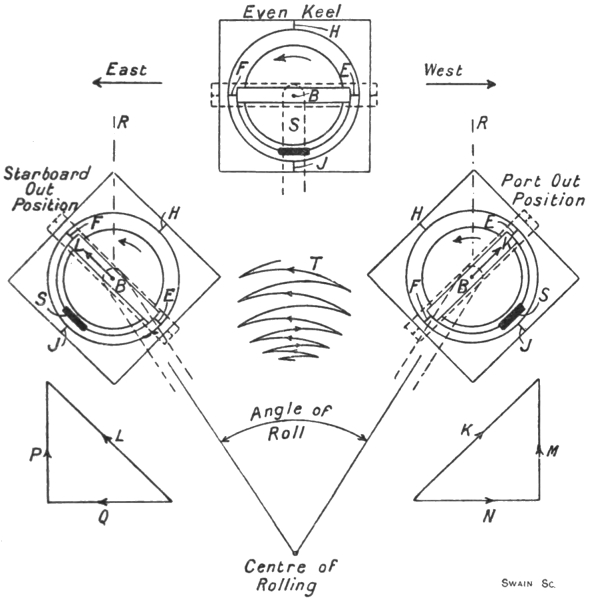 Even Keel
H
East
F
E
West
B
S
J
R
R
Starboard
Out
Position
Port Out
Position
H
F
L
B
E
S
J
T
H
E
K
F
B
S
J
Angle of
Roll
P
L
Q
K
M
N
Centre of
Rolling
SWAIN SC.